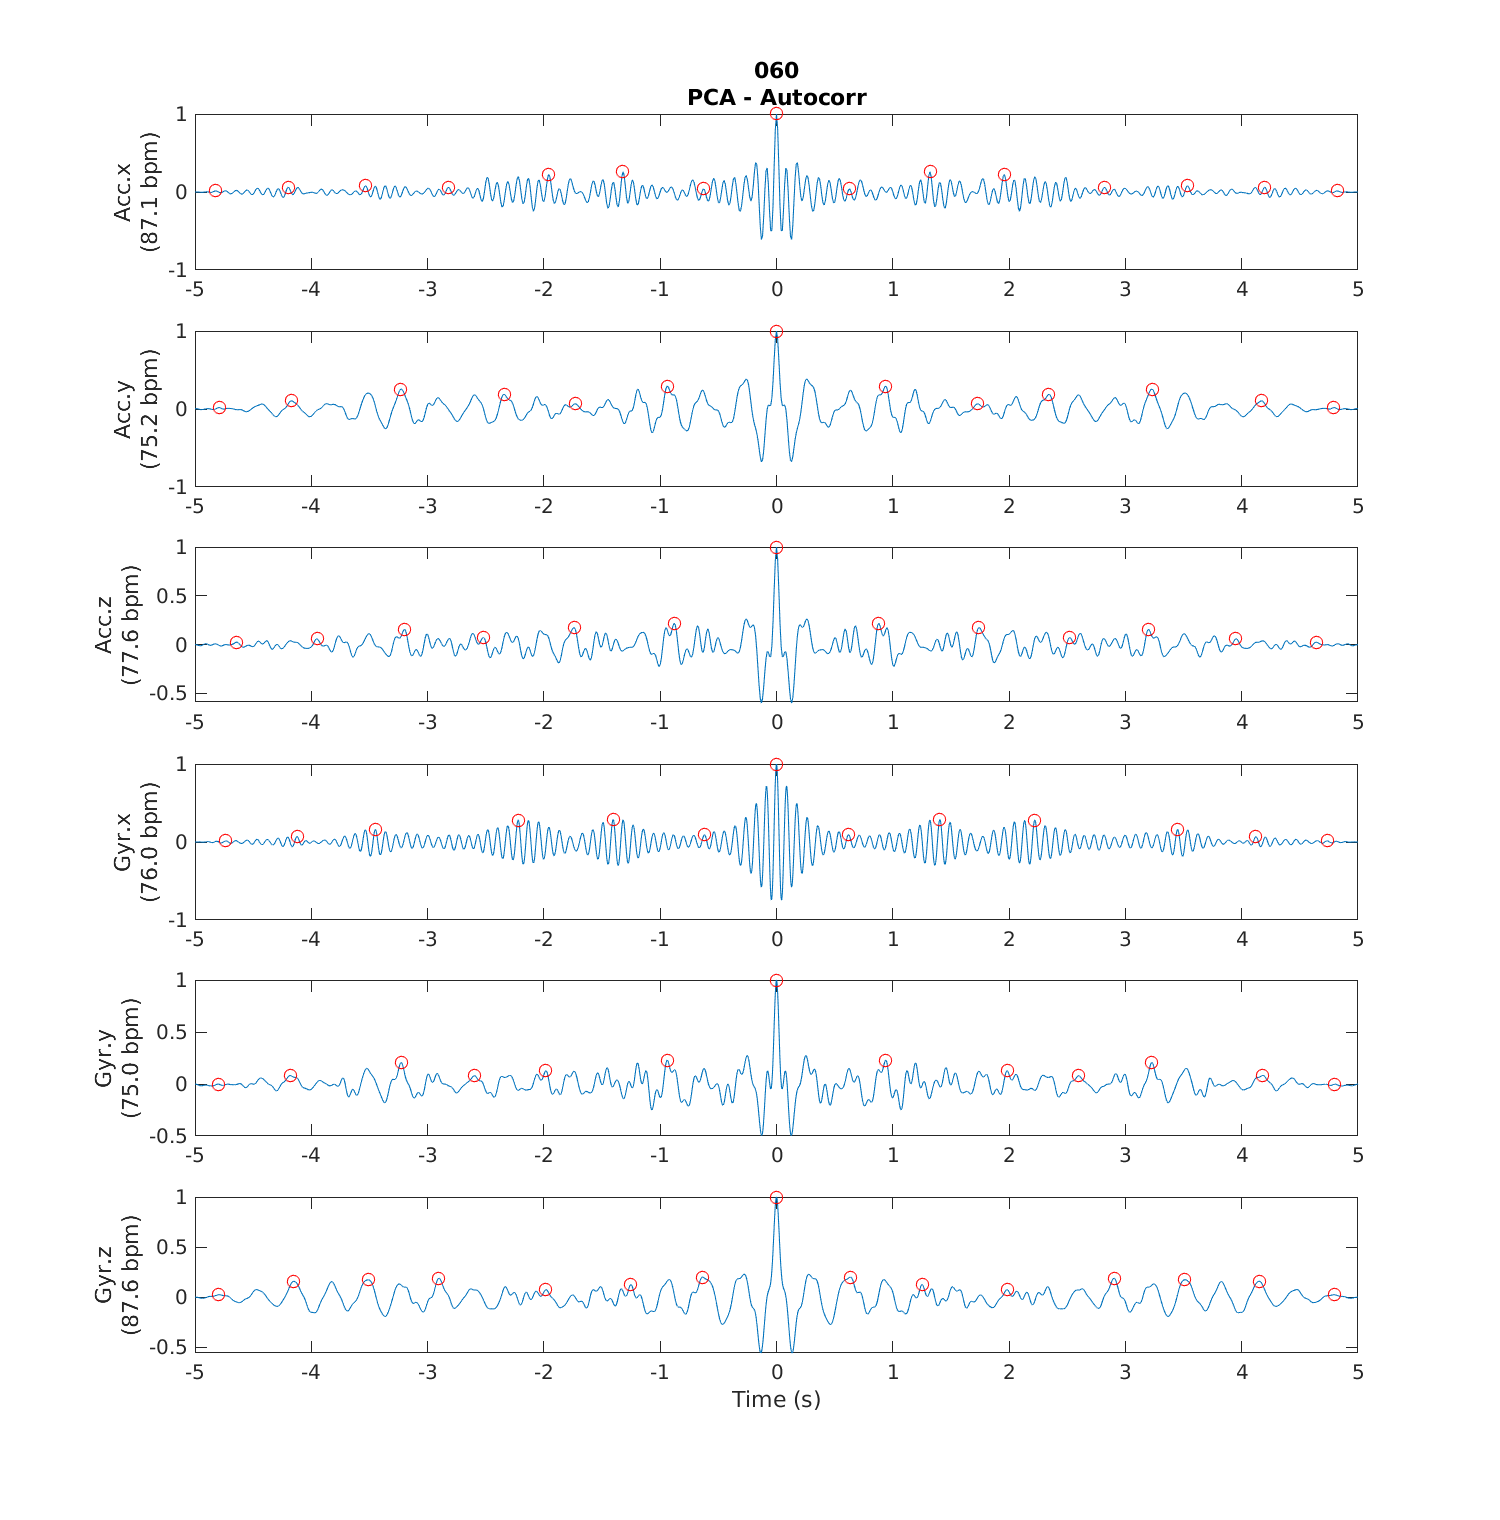 060
PCA - Autocorr
Acc.x
(87.1 bpm)
1
0
-1
-5 -4 -3 -2 -1 0 1 2 3 4 5
Acc.y
(75.2 bpm)
1
0
-1
-5 -4 -3 -2 -1 0 1 2 3 4 5
Acc.z
(77.6 bpm)
1
0.5
0
-0.5
-5 -4 -3 -2 -1 0 1 2 3 4 5
Gyr.x
(76.0 bpm)
1
0
-1
-5 -4 -3 -2 -1 0 1 2 3 4 5
Gyr.y
(75.0 bpm)
1
0.5
0
-0.5
-5 -4 -3 -2 -1 0 1 2 3 4 5
Gyr.z
(87.6 bpm)
1
0.5
0
-0.5
-5 -4 -3 -2 -1 0 1 2 3 4 5
Time (s)